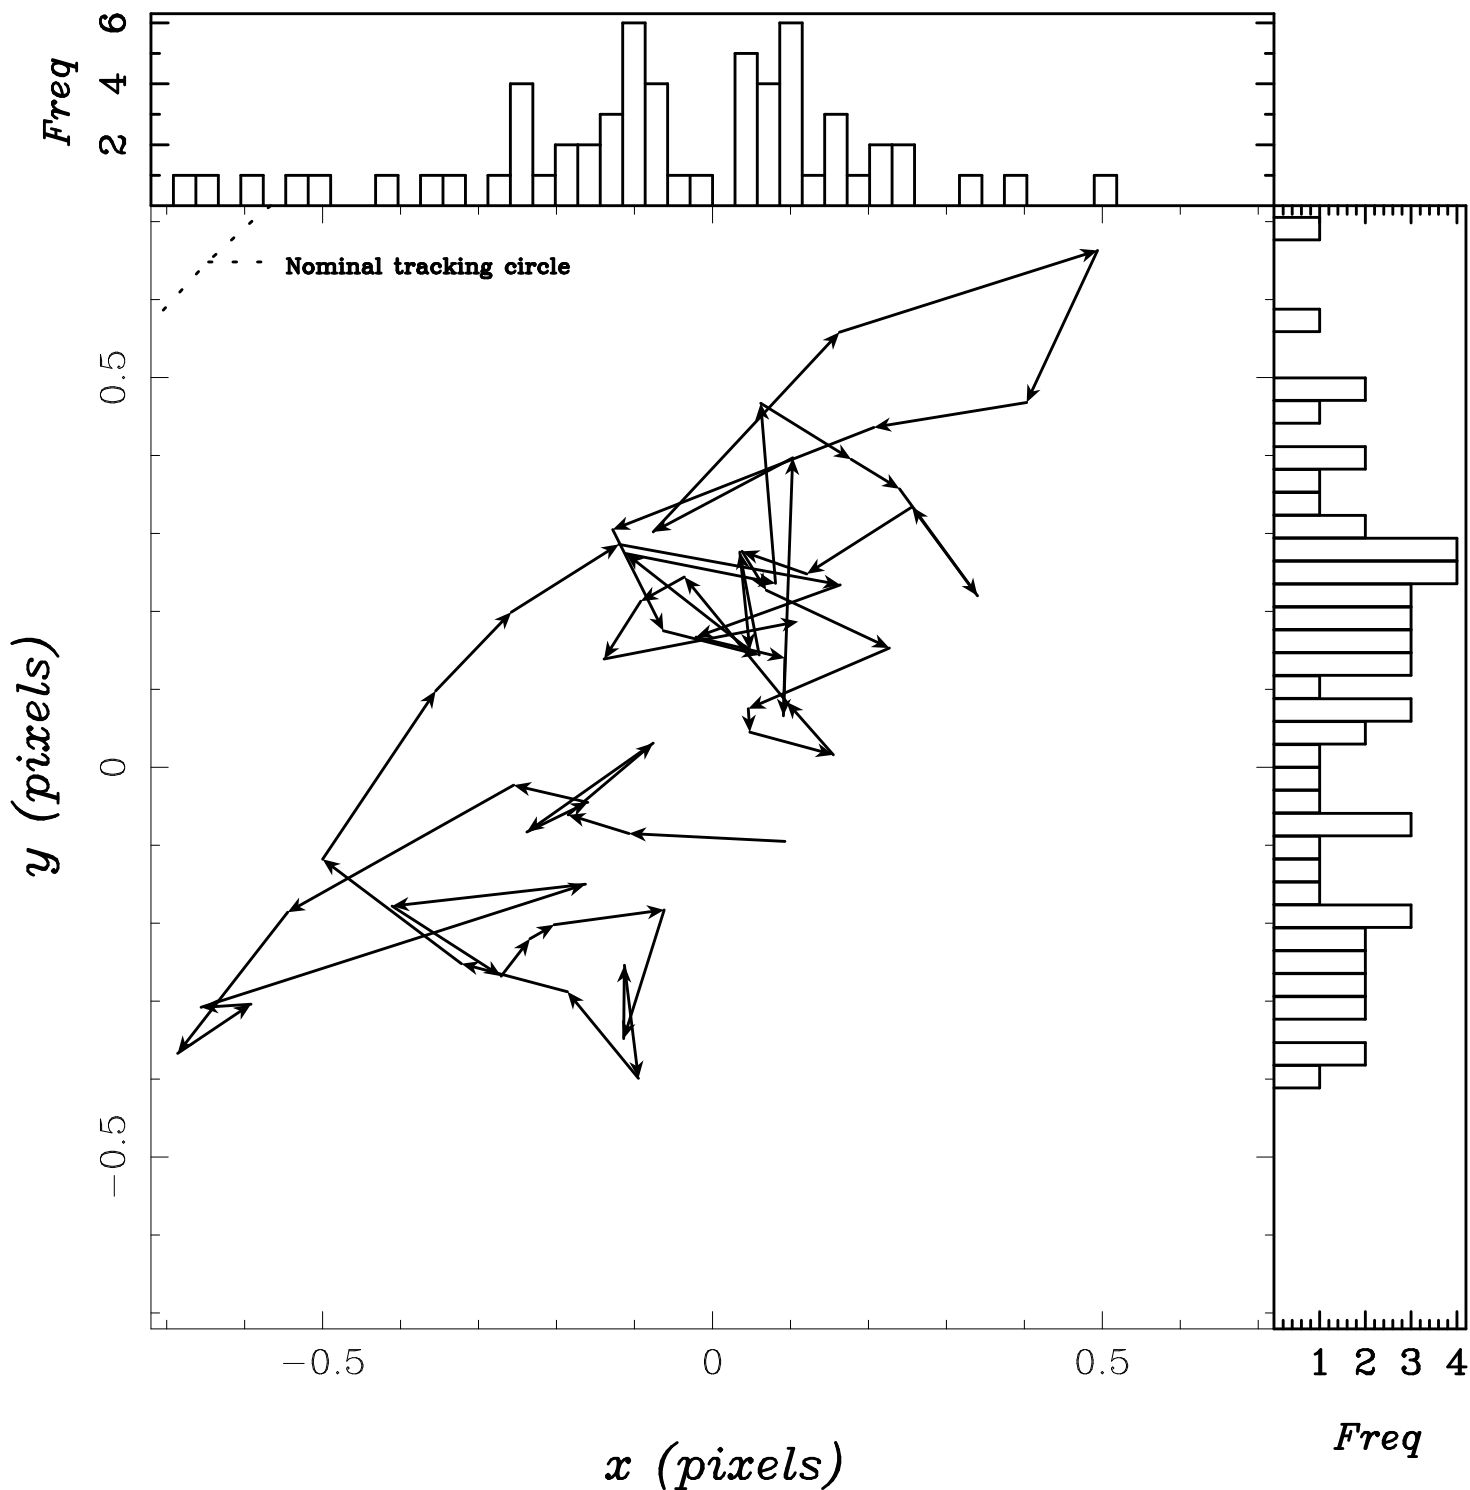 Freq
2 4 6
Nominal tracking circle
y (pixels)
0.5
0
−0.5
−0.5 0 0.5
x (pixels)
1 2 3 4
Freq